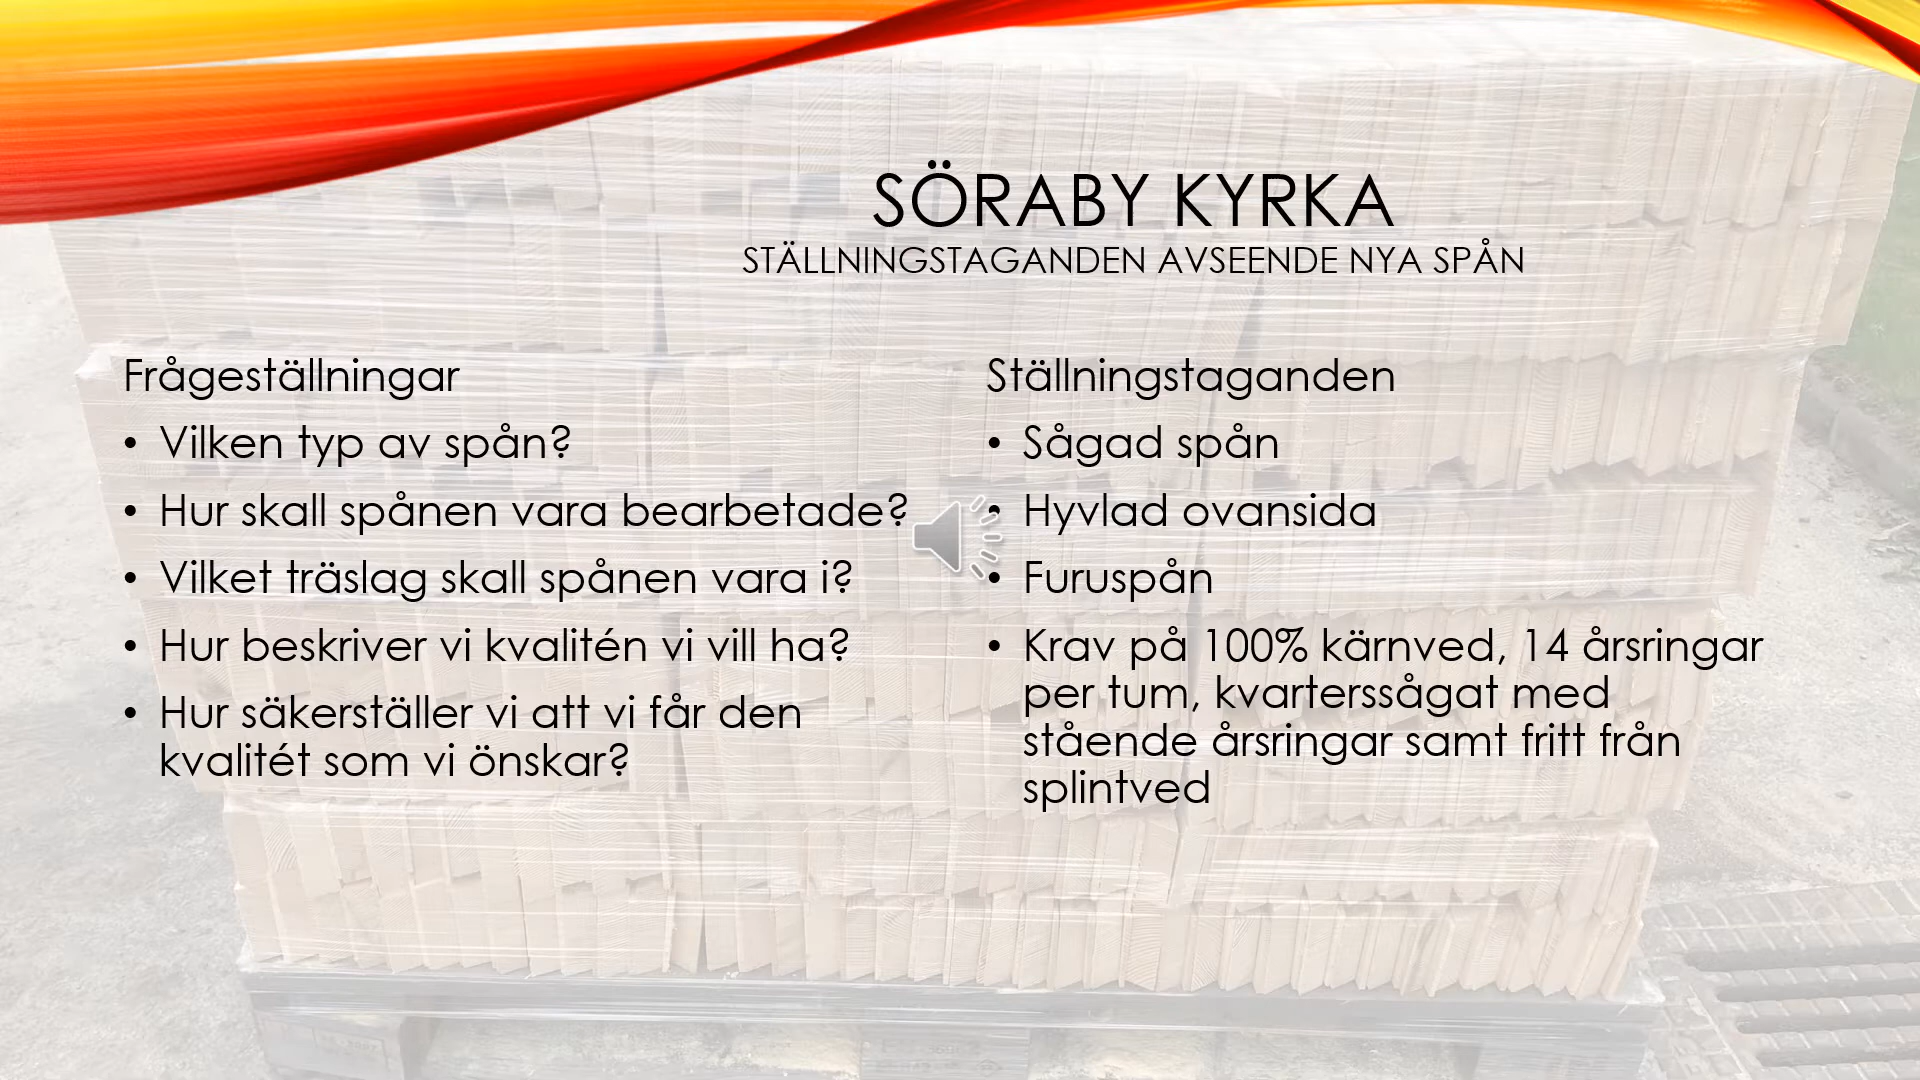 SÖRABY KYRKA
STÄLLNINGSTAGANDEN AVSEENDE NYA SPÅN
Frågeställningar
• Vilken typ av spån?
• Hur skall spånen vara bearbetade?
• Vilket träslag skall spånen vara i?
• Hur beskriver vi kvalitén vi vill ha?
• Hur säkerställer vi att vi får den
kvalitét som vi önskar?
Ställningstaganden
• Sågad spån
• Hyvlad ovansida
• Furuspån
• Krav på 100% kärnved, 14 årsringar
per tum, kvarterssågat med
stående årsringar samt fritt från
splintved